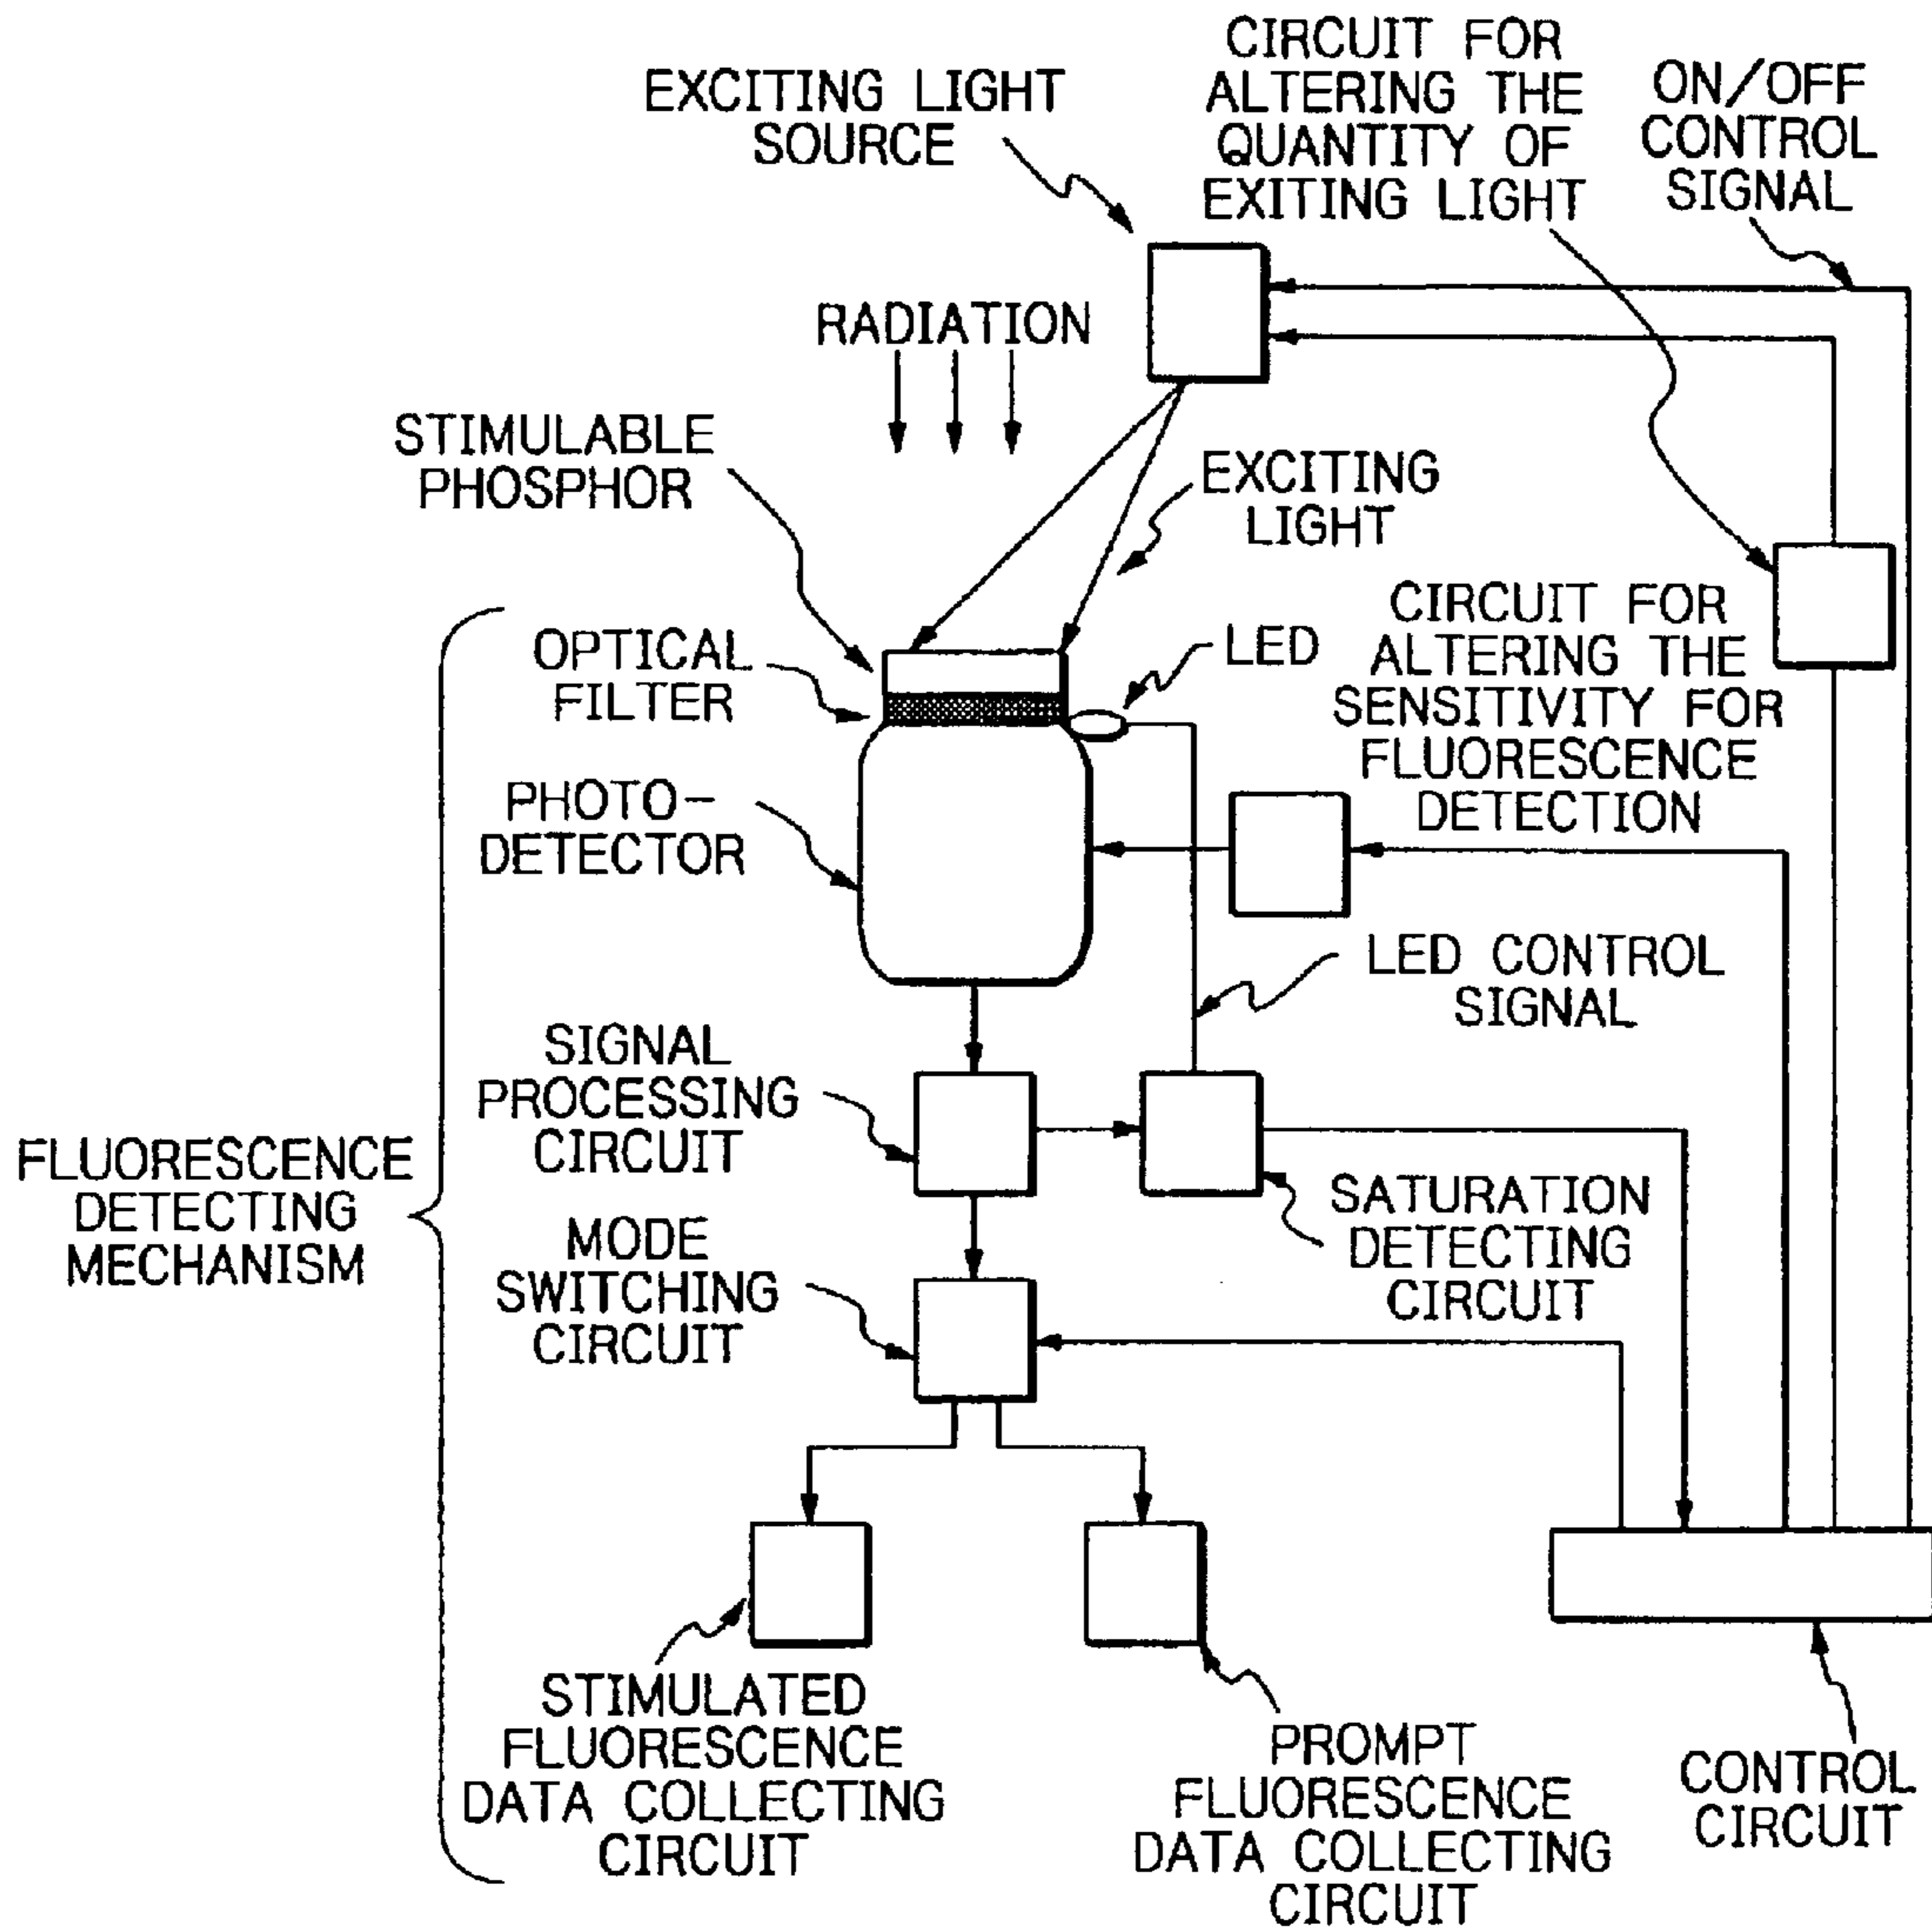 CIRCUIT FOR
ALTERING THE
QUANTITY OF
EXITING LIGHT
EXCITING LIGHT
SOURCE
ON/OFF
CONTROL
SIGNAL
RADIATION
STIMULABLE
PHOSPHOR
EXCITING
LIGHT
OPTICAL
FILTER
LED
CIRCUIT FOR
ALTERING THE
SENSITIVITY FOR
FLUORESCENCE
DETECTION
PHOTO-
DETECTOR
LED CONTROL
SIGNAL
SIGNAL
PROCESSING
CIRCUIT
FLUORESCENCE
DETECTING
MECHANISM
SATURATION
DETECTING
CIRCUIT
MODE
SWITCHING
CIRCUIT
STIMULATED
FLUORESCENCE
DATA COLLECTING
CIRCUIT
PROMPT
FLUORESCENCE
DATA COLLECTING
CIRCUIT
CONTROL
CIRCUIT